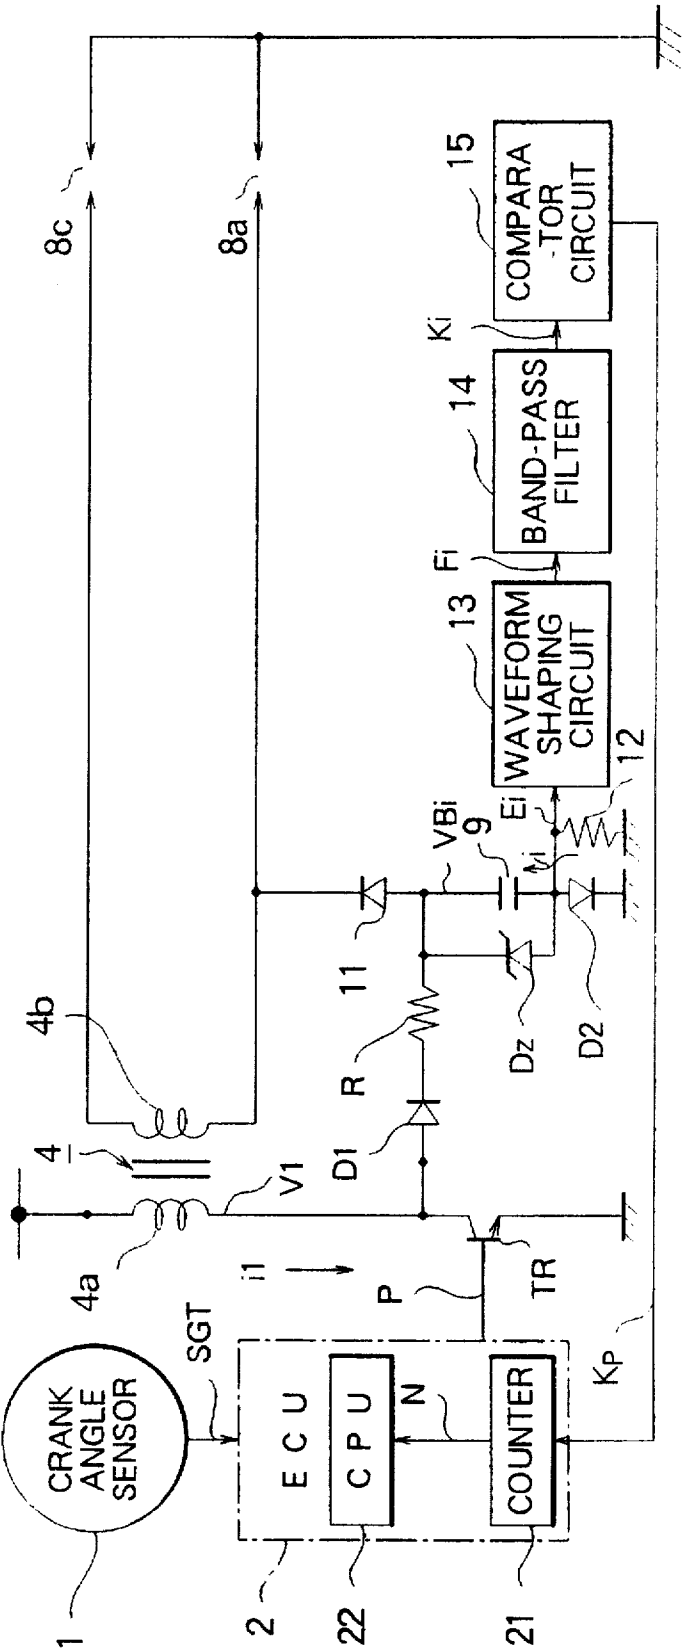 CRANK
ANGLE
SENSOR
1
SGT
E C U
2
C P U
22
N
COUNTER
21
KP
P
TR
i1
4a
4
4b
V1
D1
R
11
Dz
D2
VBi
9
i
Ei
12
WAVEFORM
SHAPING
CIRCUIT
13
Fi
BAND-PASS
FILTER
14
Ki
COMPARA
-TOR
CIRCUIT
15
8c
8a